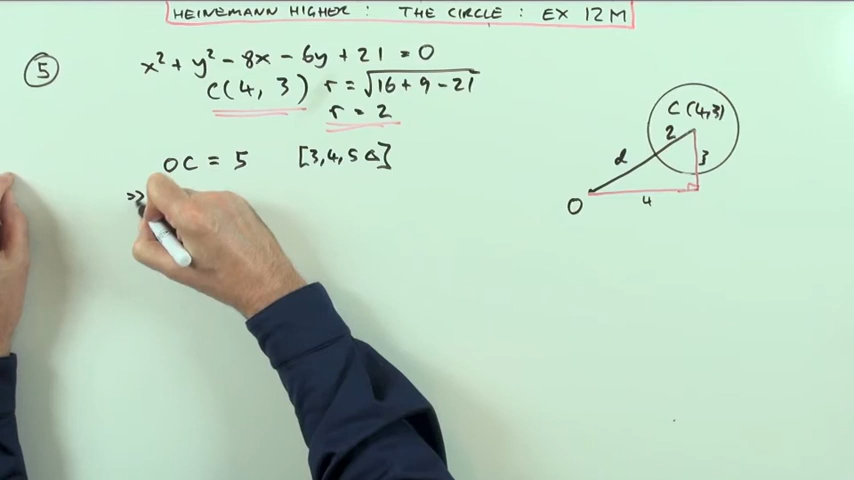 HEINEMANN HIGHER : THE CIRCLE : EX 12M
5
x² + y² - 8x - 6y + 21 = 0
C(4, 3) r = √16 + 9 - 21
r = 2
OC = 5 [3,4,5 △]
C (4,3)
2
d
3
4
O